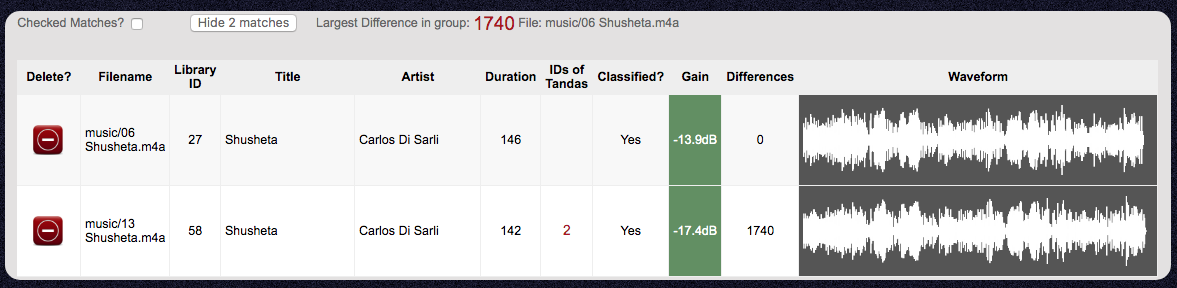 Checked Matches? Hide 2 matches Largest Difference in group: 1740 File: music/06 Shusheta.m4a
Delete? Filename Library ID Title Artist Duration IDs of Tandas Classified? Gain Differences Waveform
music/06 Shusheta.m4a 27 Shusheta Carlos Di Sarli 146 Yes -13.9dB 0
music/13 Shusheta.m4a 58 Shusheta Carlos Di Sarli 142 2 Yes -17.4dB 1740